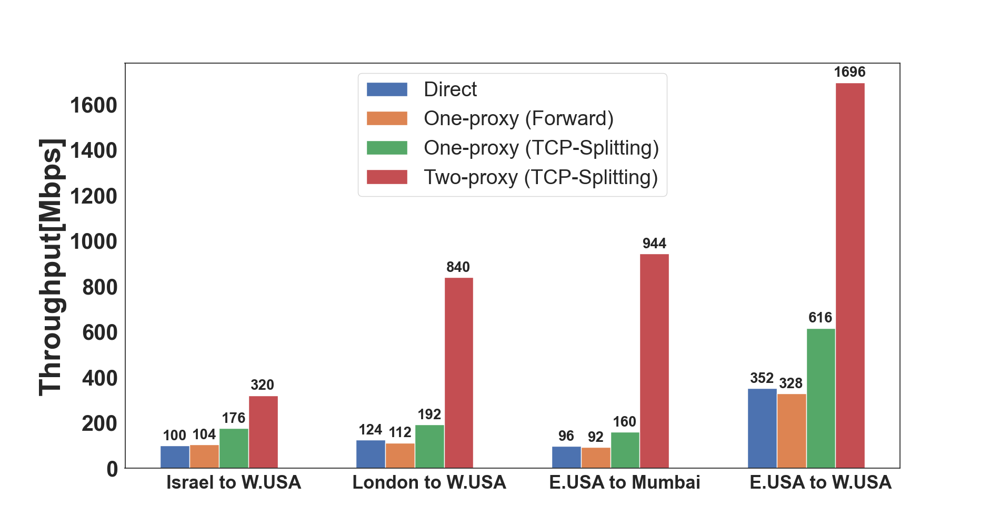 Throughput[Mbps]
1600
1400
1200
1000
800
600
400
200
0
Direct
One-proxy (Forward)
One-proxy (TCP-Splitting)
Two-proxy (TCP-Splitting)
100
104
176
320
124
112
192
840
96
92
160
944
352
328
616
1696
Israel to W.USA
London to W.USA
E.USA to Mumbai
E.USA to W.USA